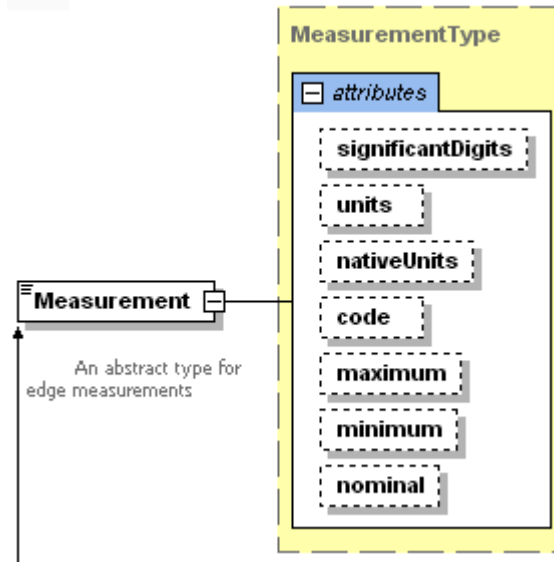 MeasurementType
attributes
significantDigits
units
nativeUnits
Measurement
code
An abstract type for
edge measurements
maximum
minimum
nominal